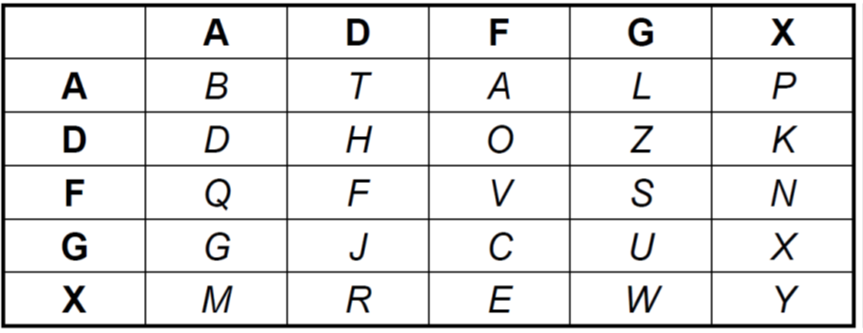 A D F G X
A B T A L P
D D H O Z K
F Q F V S N
G G J C U X
X M R E W Y